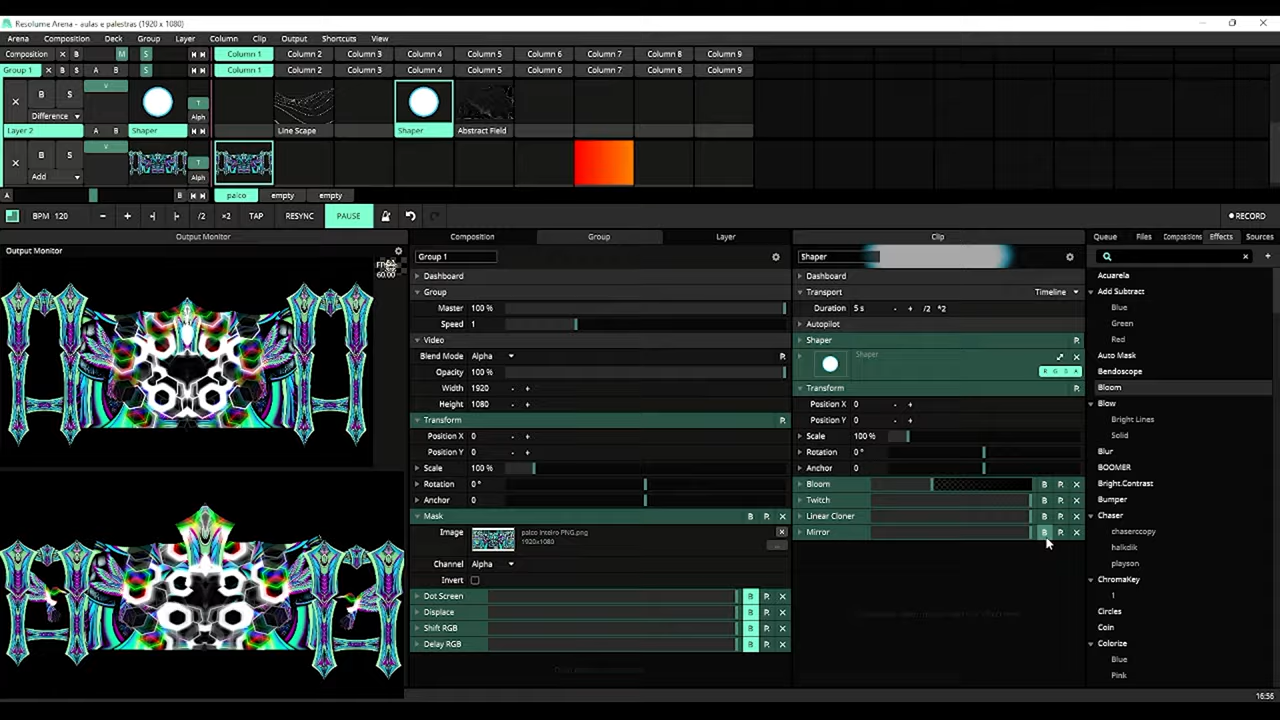 Resolume Arena - aulas e palestras (1920 x 1080)
Arena Composition Deck Group Layer Column Clip Output Shortcuts View
Composition X B M S Column 1 Column 2 Column 3 Column 4 Column 5 Column 6 Column 7 Column 8 Column 9
Group 1 X B S A B S Column 1 Column 2 Column 3 Column 4 Column 5 Column 6 Column 7 Column 8 Column 9
B S V T
Difference Alph
Layer 2 A B Shaper Line Scape Shaper Abstract Field
B S V T
Add Alph
A B palco empty empty
BPM 120 - + /2 ×2 TAP RESYNC PAUSE RECORD
Output Monitor Composition Group Layer Clip Queue Files Compositions Effects Sources
Output Monitor
60.00
Group 1
Dashboard
Group
Master 100 %
Speed 1
Video
Blend Mode Alpha
Opacity 100 %
Width 1920 - +
Height 1080 - +
Transform
Position X 0 - +
Position Y 0 - +
Scale 100 %
Rotation 0 °
Anchor 0
Mask B R X
Image palco inteiro PNG.png
1920x1080
Channel Alpha
Invert
Dot Screen B R X
Displace B R X
Shift RGB B R X
Delay RGB B R X
Shaper
Dashboard
Transport Timeline
Duration 5 s - + /2 *2
Autopilot
Shaper R
Shaper
R G B A
Transform R
Position X 0 - +
Position Y 0 - +
Scale 100 %
Rotation 0 °
Anchor 0
Bloom B R X
Twitch B R X
Linear Cloner B R X
Mirror B R X
Acuarela
Add Subtract
Blue
Green
Red
Auto Mask
Bendoscope
Bloom
Blow
Bright Lines
Solid
Blur
BOOMER
Bright.Contrast
Bumper
Chaser
chaserccopy
halkdik
playson
ChromaKey
1
Circles
Coin
Colorize
Blue
Pink
16:56